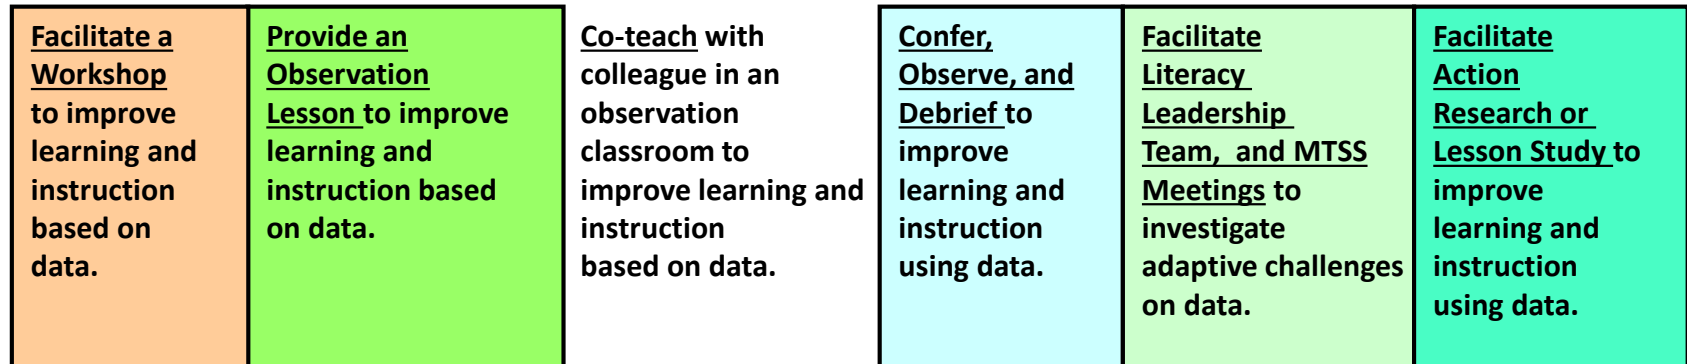 Facilitate a
Workshop
to improve
learning and
instruction
based on
data.
Provide an
Observation
Lesson to improve
learning and
instruction based
on data.
Co-teach with
colleague in an
observation
classroom to
improve learning and
instruction
based on data.
Confer,
Observe, and
Debrief to
improve
learning and
instruction
using data.
Facilitate
Literacy
Leadership
Team, and MTSS
Meetings to
investigate
adaptive challenges
on data.
Facilitate
Action
Research or
Lesson Study to
improve
learning and
instruction
using data.